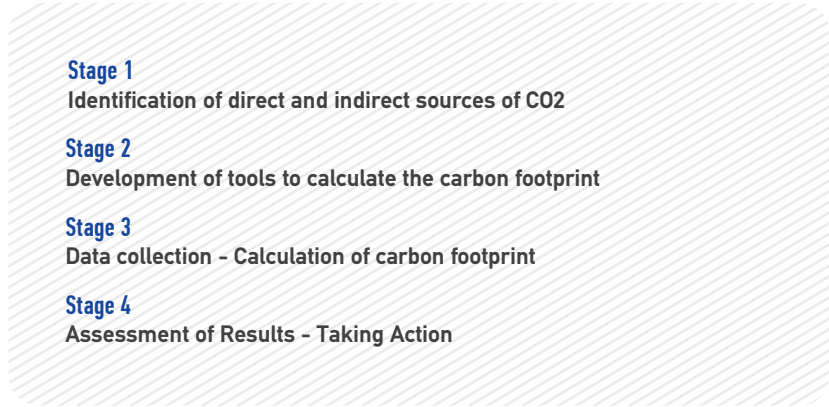 Stage 1
Identification of direct and indirect sources of CO2
Stage 2
Development of tools to calculate the carbon footprint
Stage 3
Data collection - Calculation of carbon footprint
Stage 4
Assessment of Results - Taking Action